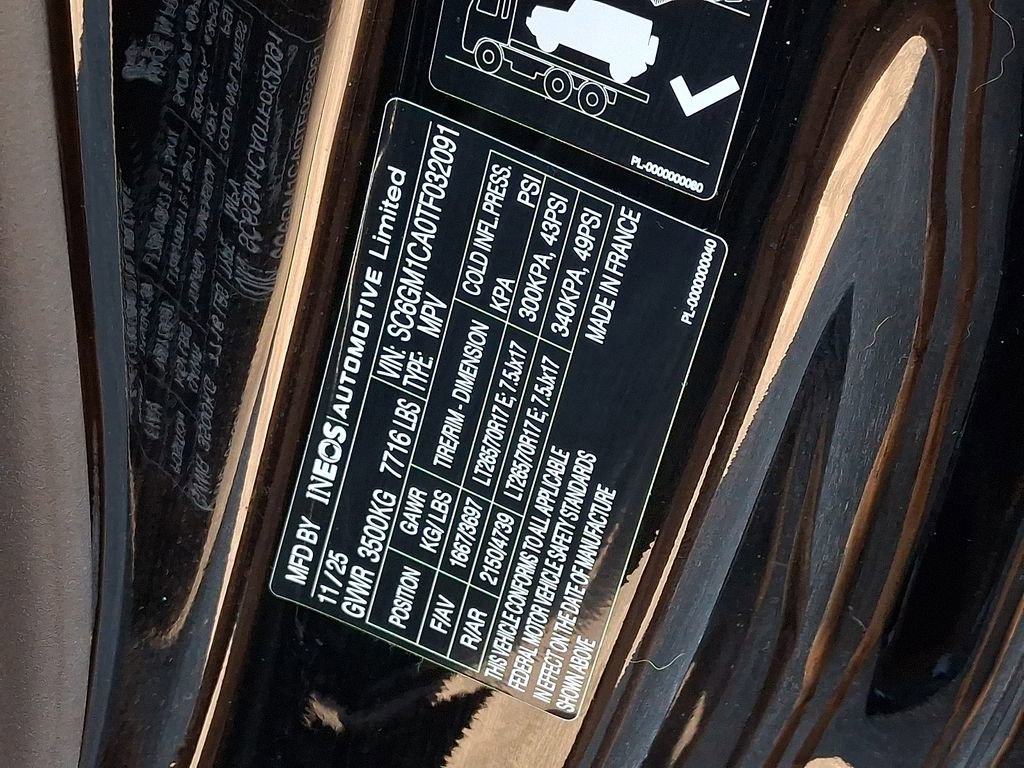 MFD BY INEOS | AUTOMOTIVE Limited
11/25 VIN: SC6GM1CA0TF032091
GVWR 3500KG 7716 LBS TYPE: MPV
POSITION GAWR KG/LBS TIRE/RIM - DIMENSION COLD INFL.PRESS. KPA PSI
F/AV 1667/3697 LT265/70R17 E; 7.5Jx17 300KPA, 43PSI
R/AR 2150/4739 LT265/70R17 E; 7.5Jx17 340KPA, 49PSI
THIS VEHICLE CONFORMS TO ALL APPLICABLE
FEDERAL MOTOR VEHICLE SAFETY STANDARDS
IN EFFECT ON THE DATE OF MANUFACTURE
SHOWN ABOVE
MADE IN FRANCE
PL-0000000040
PL-0000000080